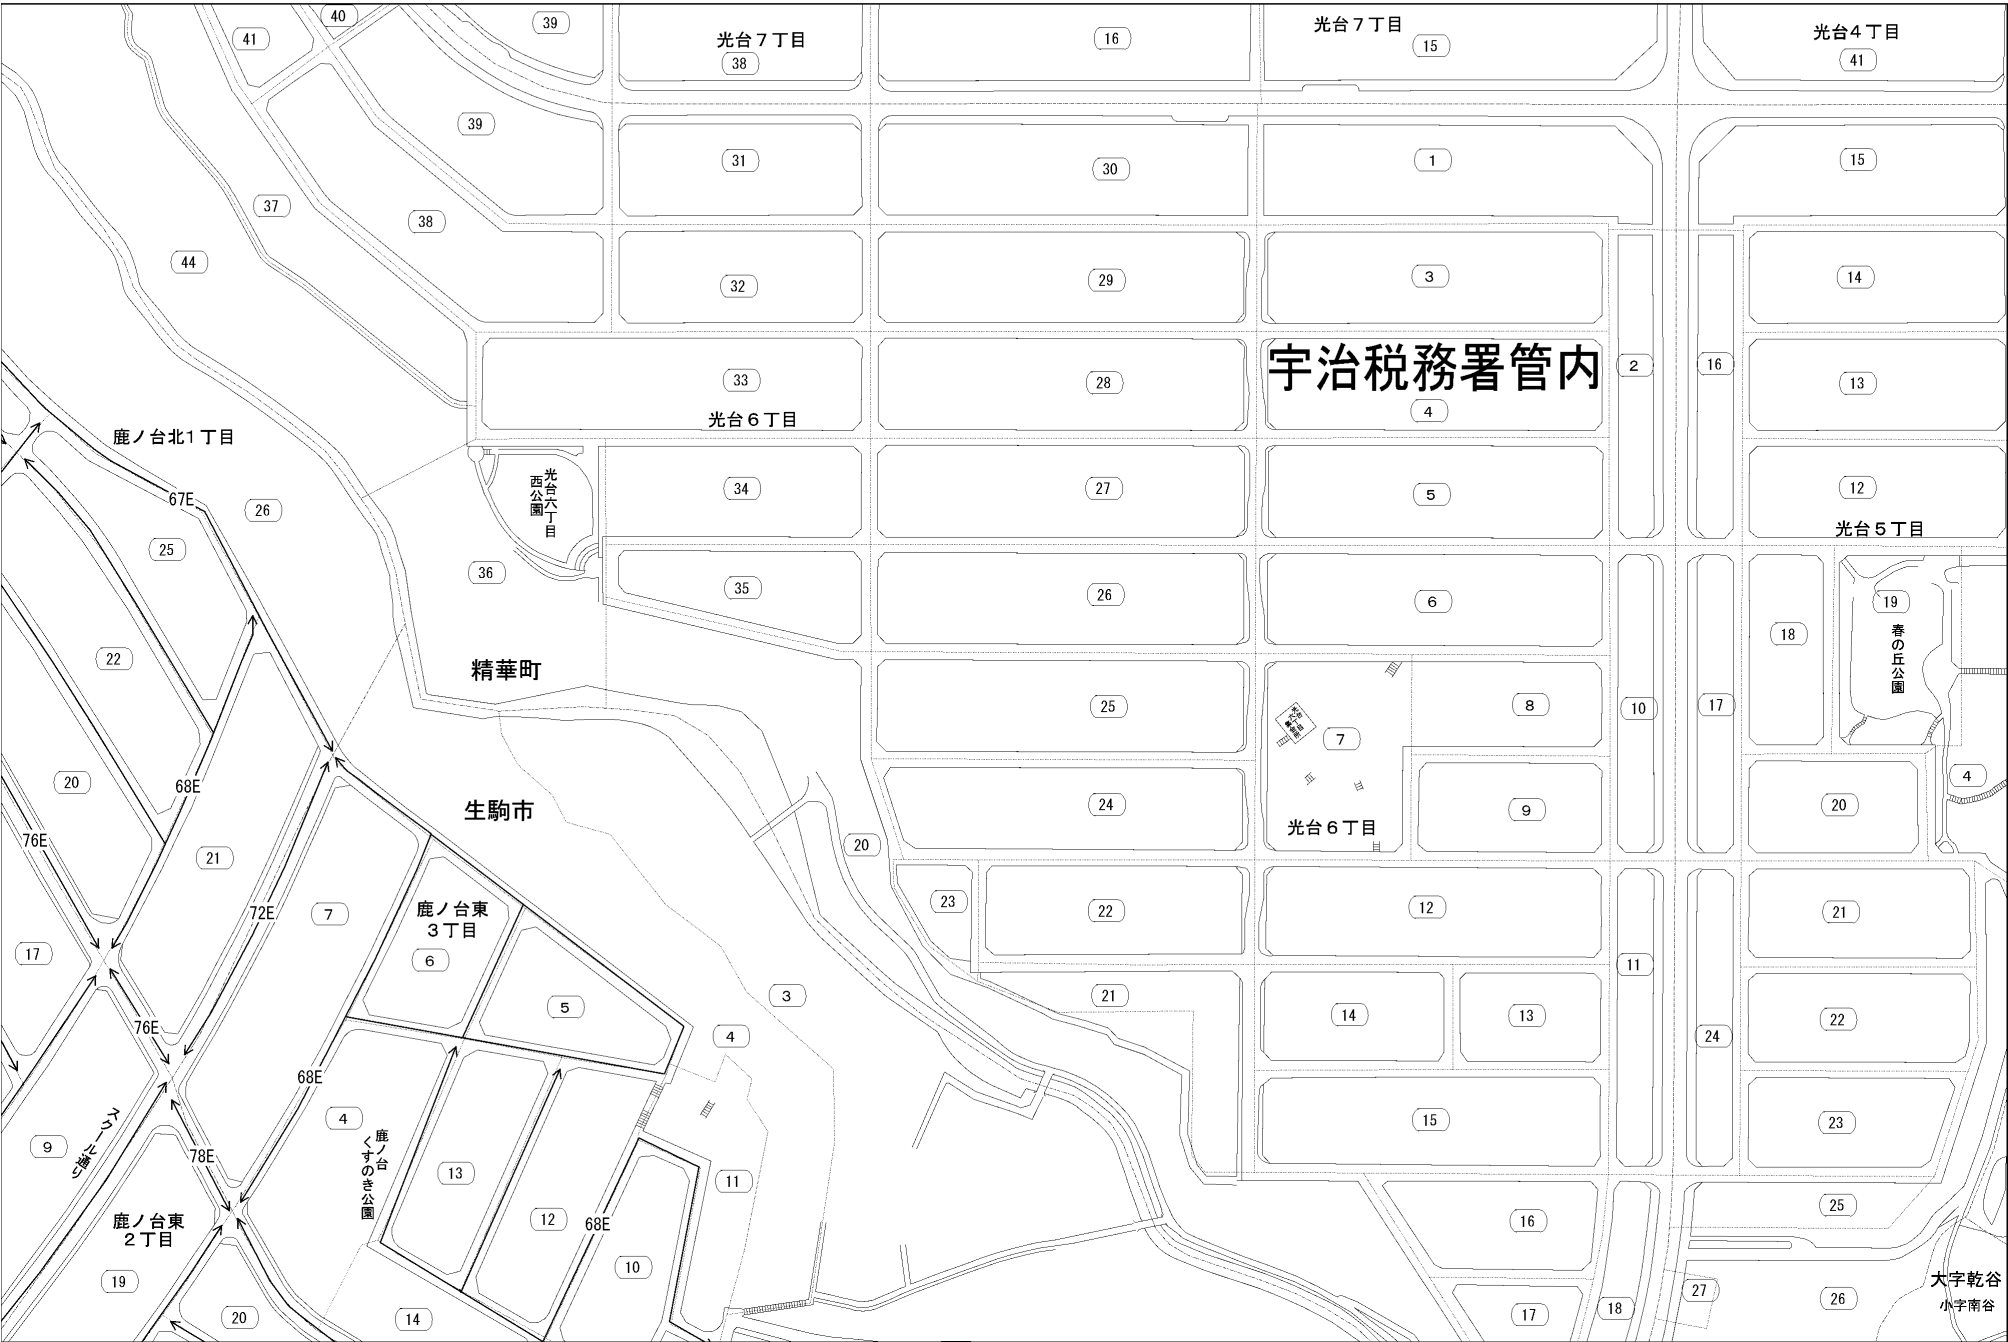 40
39
41
光台７丁目
38
16
光台７丁目
15
光台４丁目
41
39
31
30
1
15
37
38
44
32
29
3
14
宇治税務署管内
33
28
4
2
16
13
光台６丁目
鹿ノ台北１丁目
67E
26
光台六丁目
西公園
34
27
5
12
光台５丁目
25
36
35
26
6
19
18
春の丘公園
22
精華町
25
7
8
10
17
20
68E
生駒市
24
9
20
4
76E
光台６丁目
21
20
72E
7
鹿ノ台東
３丁目
6
23
22
12
21
17
5
3
21
11
14
13
22
76E
4
24
68E
スクール通り
4
鹿ノ台
くすのき公園
15
23
9
78E
13
11
鹿ノ台東
２丁目
12
68E
16
25
19
10
大字乾谷
小字南谷
20
14
17
18
27
26